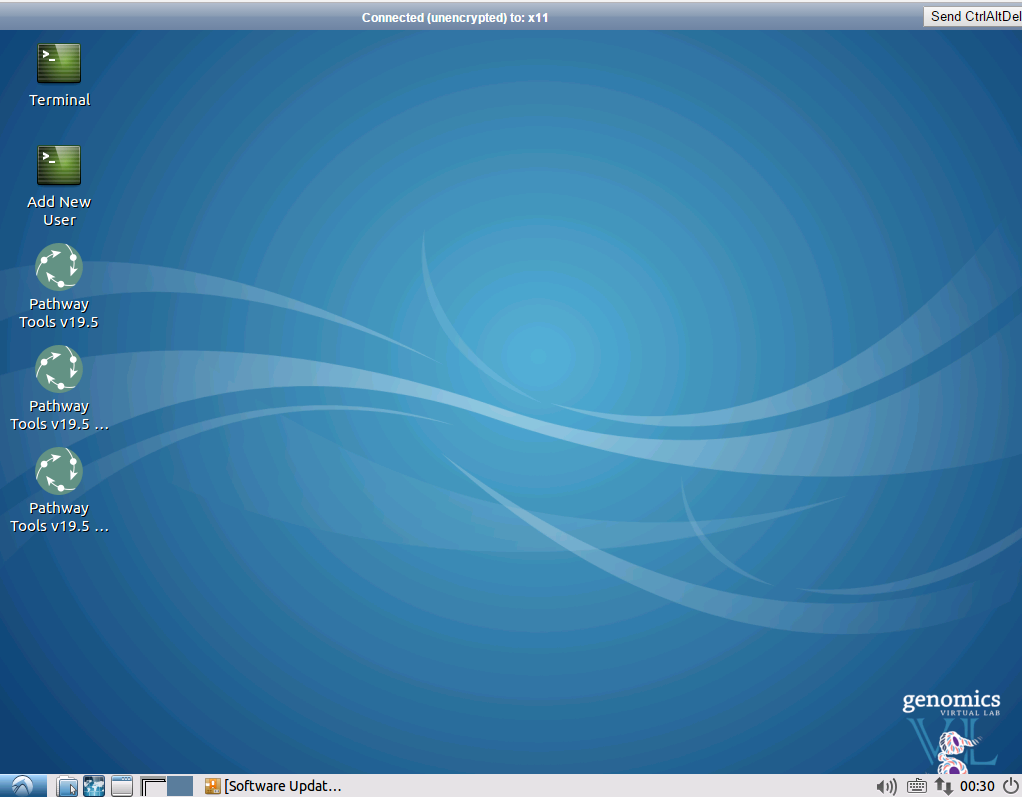 Connected (unencrypted) to: x11
Send CtrlAltDel
Terminal
Add New
User
Pathway
Tools v19.5
Pathway
Tools v19.5 ...
Pathway
Tools v19.5 ...
genomics
VIRTUAL LAB
VL
[Software Updat...
00:30